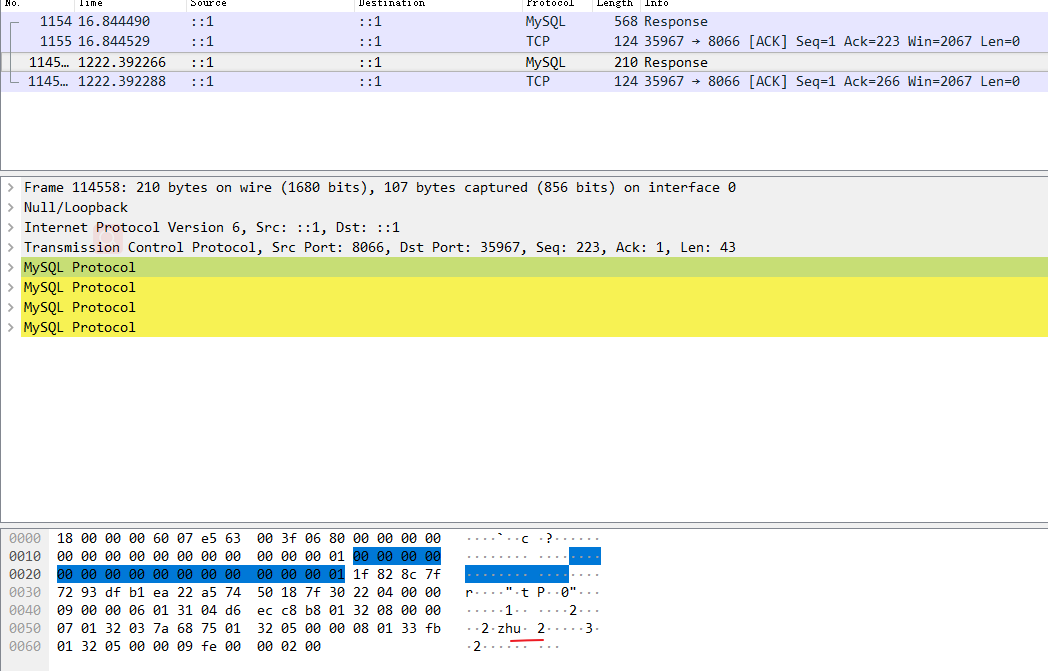 No. Time Source Destination Protocol Length Info
1154 16.844490 ::1 ::1 MySQL 568 Response
1155 16.844529 ::1 ::1 TCP 124 35967 → 8066 [ACK] Seq=1 Ack=223 Win=2067 Len=0
1145… 1222.392266 ::1 ::1 MySQL 210 Response
1145… 1222.392288 ::1 ::1 TCP 124 35967 → 8066 [ACK] Seq=1 Ack=266 Win=2067 Len=0
Frame 114558: 210 bytes on wire (1680 bits), 107 bytes captured (856 bits) on interface 0
Null/Loopback
Internet Protocol Version 6, Src: ::1, Dst: ::1
Transmission Control Protocol, Src Port: 8066, Dst Port: 35967, Seq: 223, Ack: 1, Len: 43
MySQL Protocol
MySQL Protocol
MySQL Protocol
MySQL Protocol
0000 18 00 00 00 60 07 e5 63 00 3f 06 80 00 00 00 00 ····`··c ·?······
0010 00 00 00 00 00 00 00 00 00 00 00 01 00 00 00 00 ········ ········
0020 00 00 00 00 00 00 00 00 00 00 00 01 1f 82 8c 7f ········ ········
0030 72 93 df b1 ea 22 a5 74 50 18 7f 30 22 04 00 00 r····"·t P··0"···
0040 09 00 00 06 01 31 04 d6 ec c8 b8 01 32 08 00 00 ·····1·· ····2···
0050 07 01 32 03 7a 68 75 01 32 05 00 00 08 01 33 fb ··2·zhu· 2·····3·
0060 01 32 05 00 00 09 fe 00 00 02 00 ·2······ ···